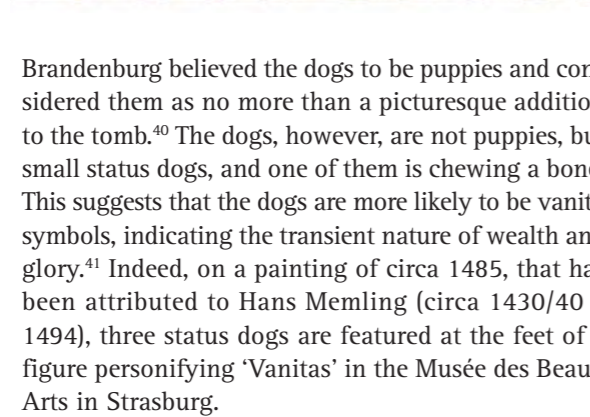 Brandenburg believed the dogs to be puppies and con
sidered them as no more than a picturesque additio
to the tomb.⁴⁰ The dogs, however, are not puppies, bu
small status dogs, and one of them is chewing a bon
This suggests that the dogs are more likely to be vanit
symbols, indicating the transient nature of wealth an
glory.⁴¹ Indeed, on a painting of circa 1485, that ha
been attributed to Hans Memling (circa 1430/40
1494), three status dogs are featured at the feet of
figure personifying ‘Vanitas’ in the Musée des Beau
Arts in Strasburg.